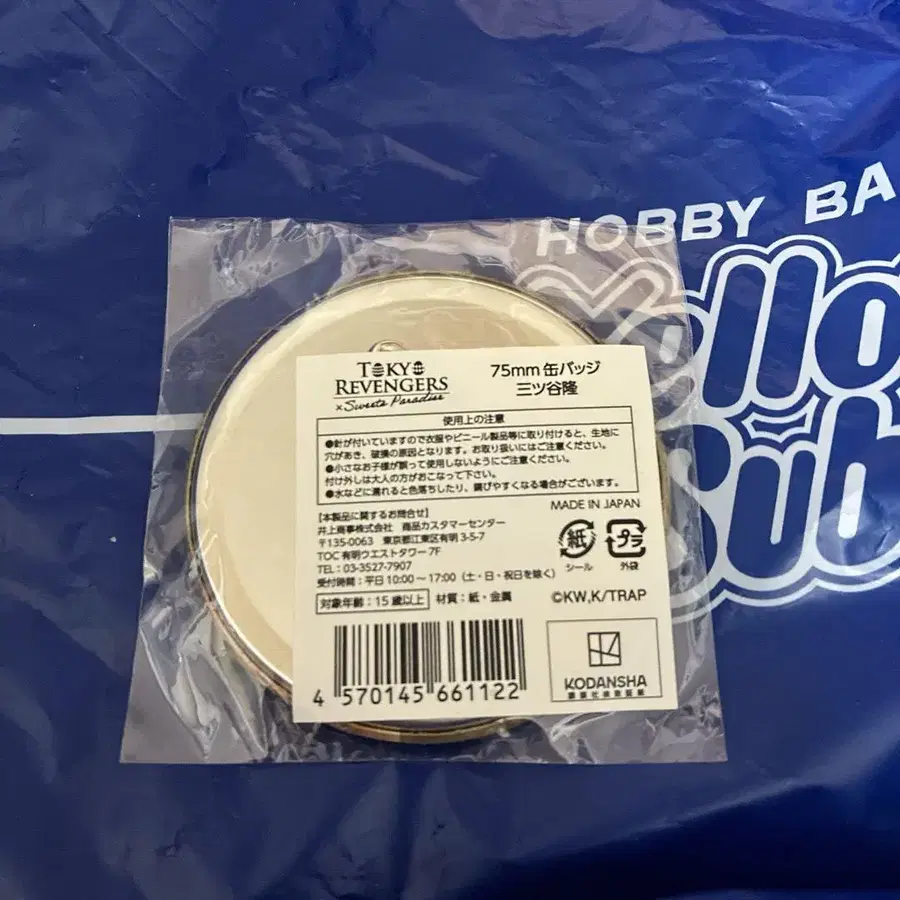 HOBBY BA
Yello
Sub
TOKYO
REVENGERS
× Sweets Paradise
75mm 缶バッジ
三ツ谷隆
使用上の注意
●針が付いていますので衣服やビニール製品等に取り付けると、生地に
穴があき、破損の原因となります。お取り扱いにはご注意ください。
●小さなお子様が誤って使用しないようにご注意ください。
付け外しは大人の方がおこなって下さい。
●水などに濡れると色落ちしたり、錆びやすくなる場合がございます。
MADE IN JAPAN
【本製品に関するお問合せ】
井上商事株式会社 商品カスタマーセンター
〒135-0063 東京都江東区有明 3-5-7
TOC 有明ウエストタワー 7F
TEL : 03-3527-7907
受付時間:平日 10:00~17:00(土・日・祝日を除く)
紙
シール
プラ
外袋
対象年齢:15 歳以上
材質:紙・金属
©KW,K/TRAP
4 570145 661122
KODANSHA